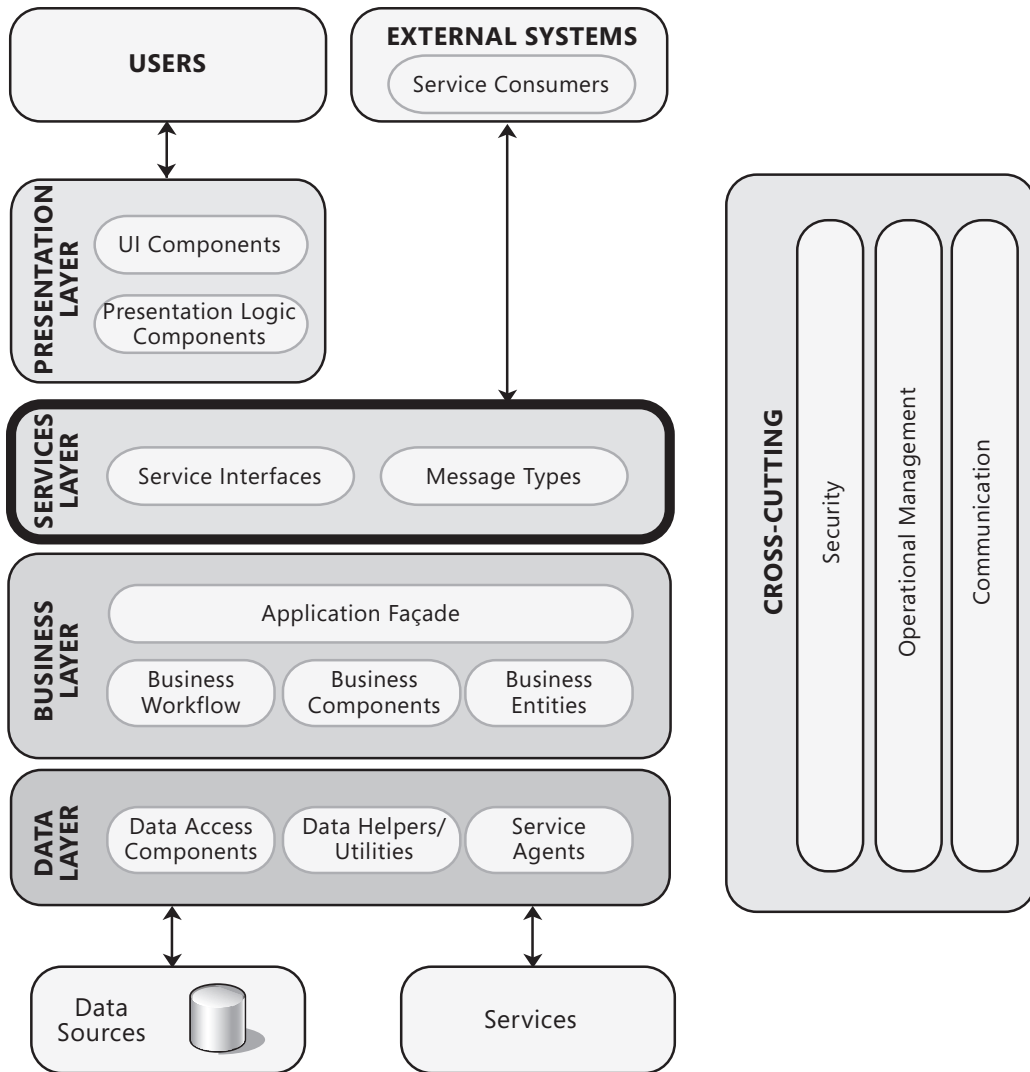 USERS
EXTERNAL SYSTEMS
Service Consumers
PRESENTATION
LAYER
UI Components
Presentation Logic
Components
SERVICES
LAYER
Service Interfaces
Message Types
BUSINESS
LAYER
Application Façade
Business
Workflow
Business
Components
Business
Entities
DATA
LAYER
Data Access
Components
Data Helpers/
Utilities
Service
Agents
Data
Sources
Services
CROSS-CUTTING
Security
Operational Management
Communication